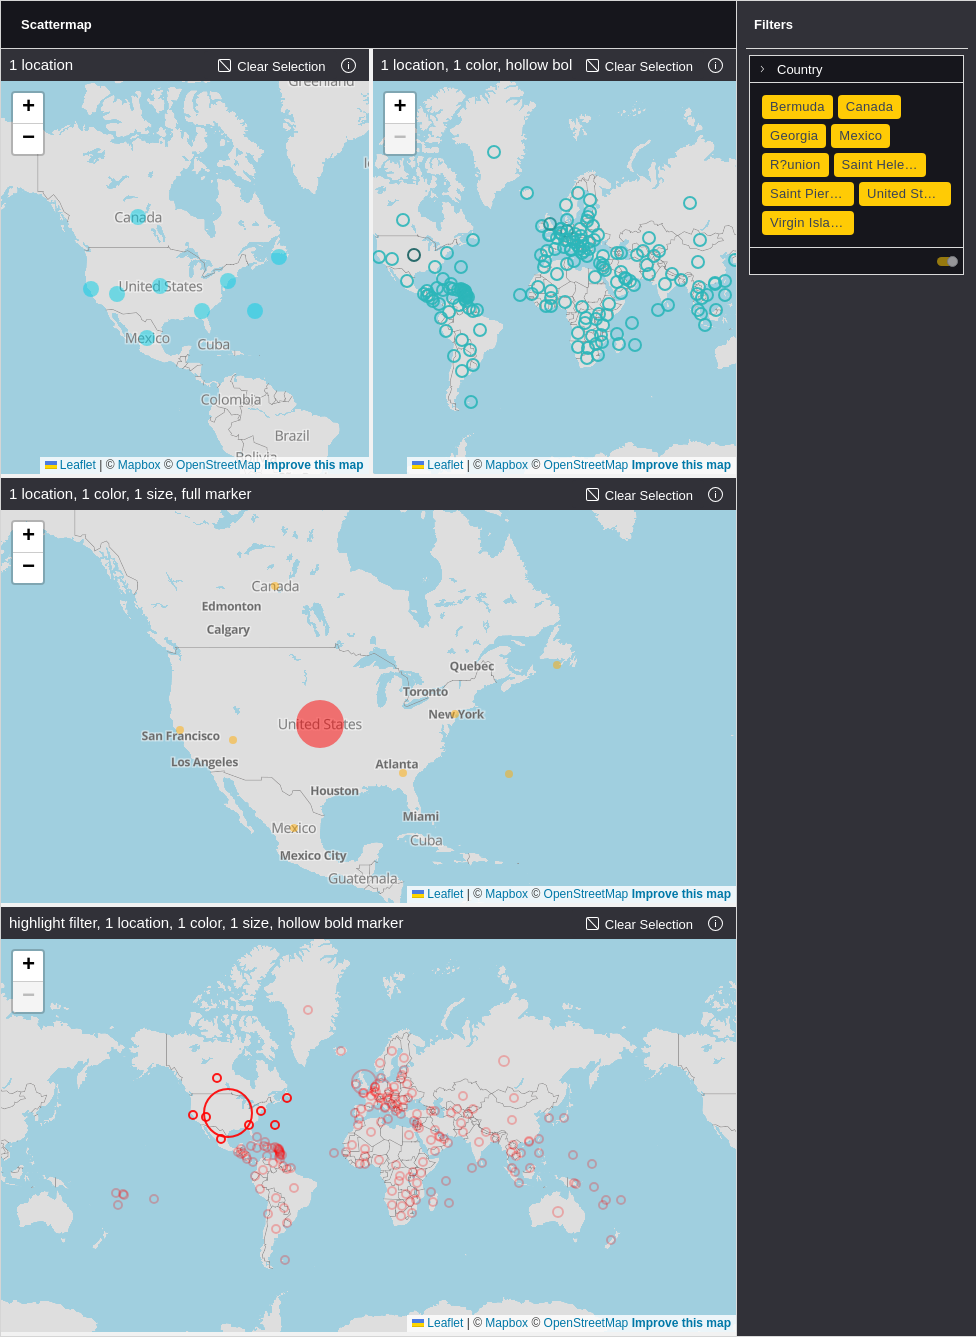 Scattermap
Filters
1 location
Clear Selection
1 location, 1 color, hollow bol
Clear Selection
Country
Bermuda
Canada
Georgia
Mexico
R?union
Saint Hele…
Saint Pier…
United St…
Virgin Isla…
Greenland
+
−
Canada
United States
Mexico
Cuba
Colombia
Brazil
Bolivia
Leaflet | © Mapbox © OpenStreetMap Improve this map
+
−
Leaflet | © Mapbox © OpenStreetMap Improve this map
1 location, 1 color, 1 size, full marker
Clear Selection
+
−
Canada
Edmonton
Calgary
Quebec
Toronto
New York
United States
San Francisco
Los Angeles
Atlanta
Houston
Miami
Mexico
Cuba
Mexico City
Guatemala
Leaflet | © Mapbox © OpenStreetMap Improve this map
highlight filter, 1 location, 1 color, 1 size, hollow bold marker
Clear Selection
+
−
Leaflet | © Mapbox © OpenStreetMap Improve this map